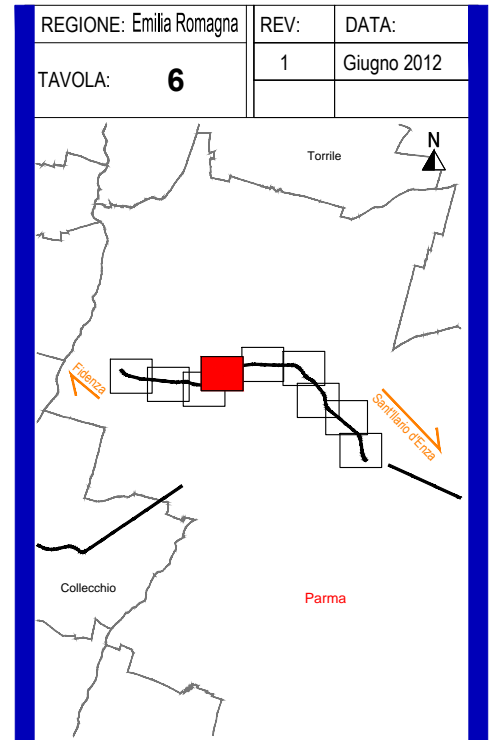 REGIONE: Emilia Romagna
REV:
DATA:
TAVOLA: 6
1
Giugno 2012
N
Torrile
Fidenza
Sant'Ilario d'Enza
Collecchio
Parma